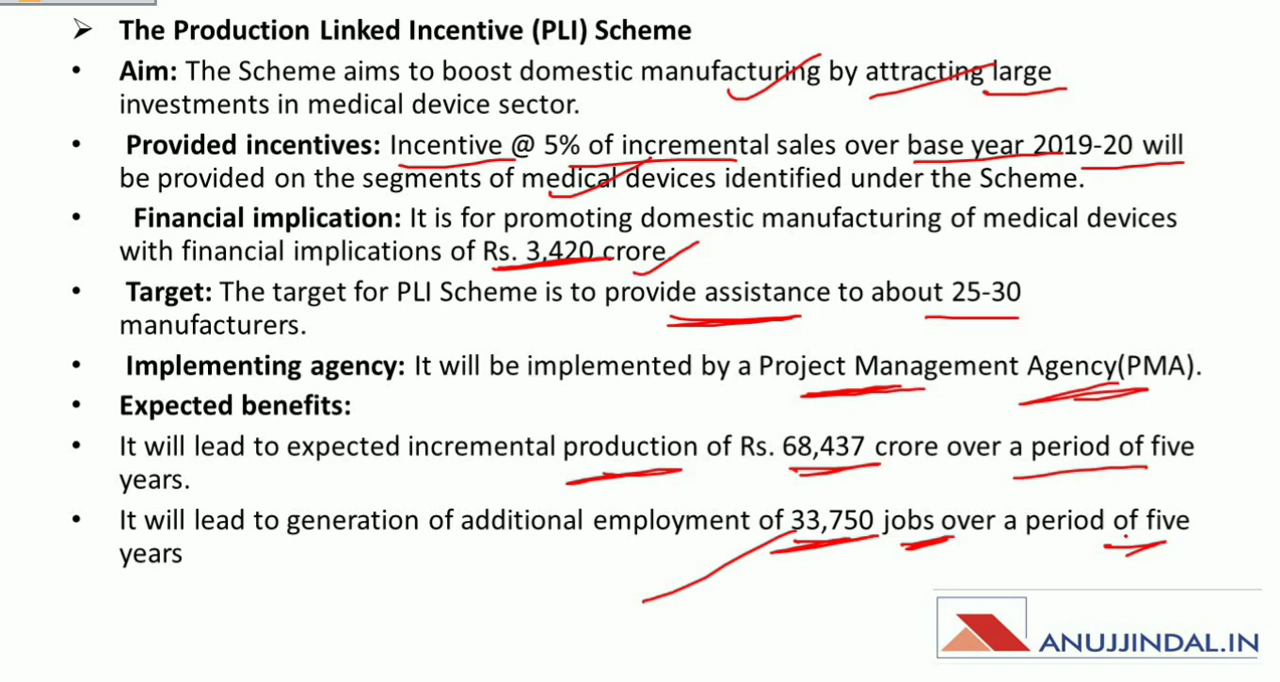 ➢ The Production Linked Incentive (PLI) Scheme
• Aim: The Scheme aims to boost domestic manufacturing by attracting large
investments in medical device sector.
• Provided incentives: Incentive @ 5% of incremental sales over base year 2019-20 will
be provided on the segments of medical devices identified under the Scheme.
• Financial implication: It is for promoting domestic manufacturing of medical devices
with financial implications of Rs. 3,420 crore.
• Target: The target for PLI Scheme is to provide assistance to about 25-30
manufacturers.
• Implementing agency: It will be implemented by a Project Management Agency(PMA).
• Expected benefits:
• It will lead to expected incremental production of Rs. 68,437 crore over a period of five
years.
• It will lead to generation of additional employment of 33,750 jobs over a period of five
years
ANUJJINDAL.IN